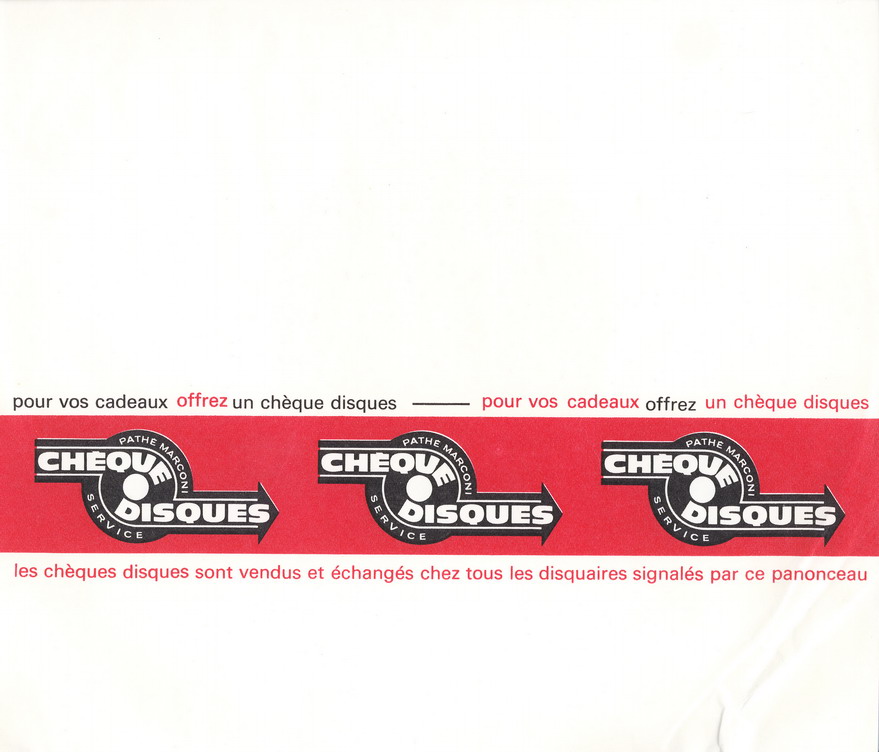 pour vos cadeaux offrez un chèque disques —— pour vos cadeaux offrez un chèque disques
PATHE MARCONI
CHÈQUE
DISQUES
SERVICE
PATHE MARCONI
CHÈQUE
DISQUES
SERVICE
PATHE MARCONI
CHÈQUE
DISQUES
SERVICE
les chèques disques sont vendus et échangés chez tous les disquaires signalés par ce panonceau